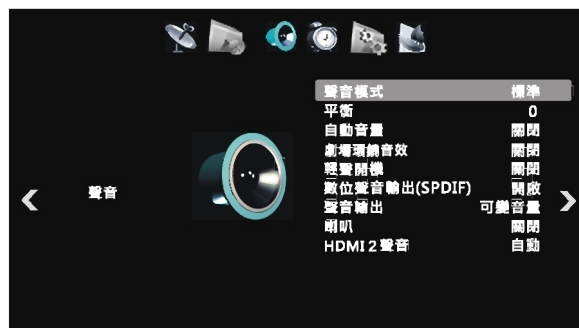 聲音
聲音模式 標準
平衡 0
自動音量 關閉
劇場環繞音效 關閉
輕聲開機 關閉
數位聲音輸出(SPDIF) 開啟
聲音輸出 可變音量
喇叭 關閉
HDMI 2 聲音 自動